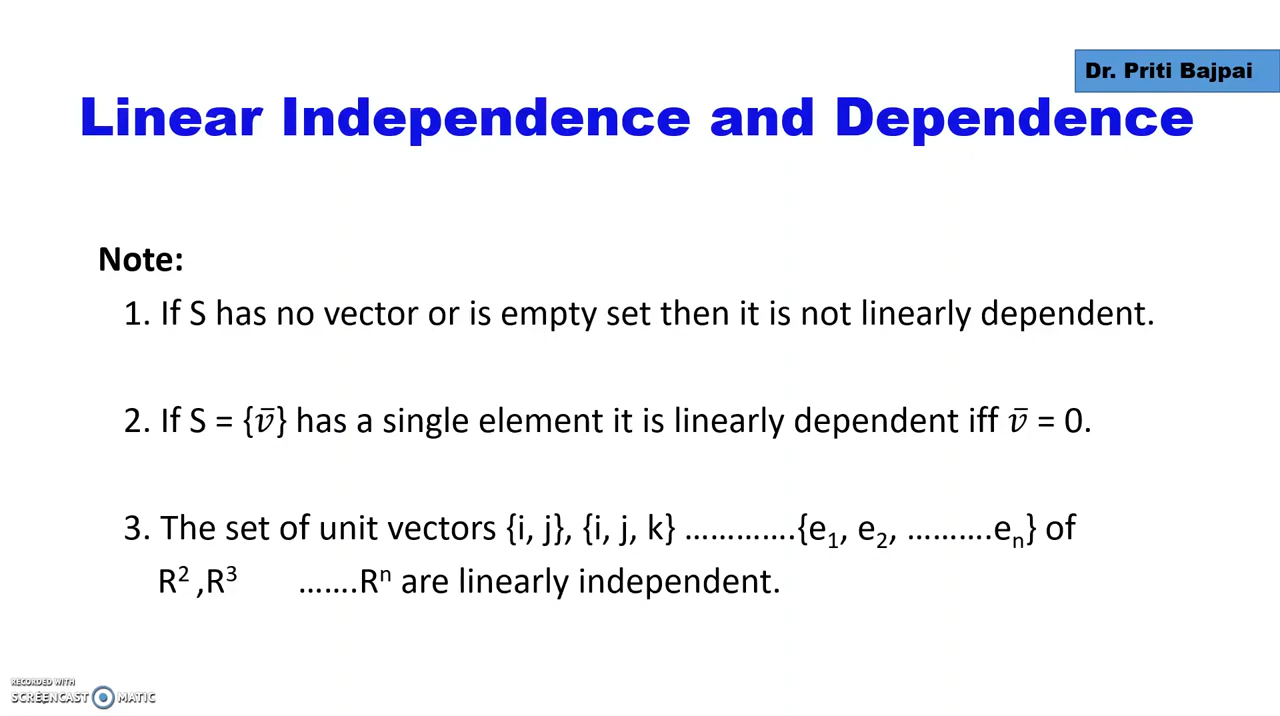 Dr. Priti Bajpai
Linear Independence and Dependence
Note:
1. If S has no vector or is empty set then it is not linearly dependent.
2. If S = {v̄} has a single element it is linearly dependent iff v̄ = 0.
3. The set of unit vectors {i, j}, {i, j, k} ………….{e₁, e₂, ……….eₙ} of
R² ,R³ …….Rⁿ are linearly independent.
RECORDED WITH
SCREENCAST MATIC